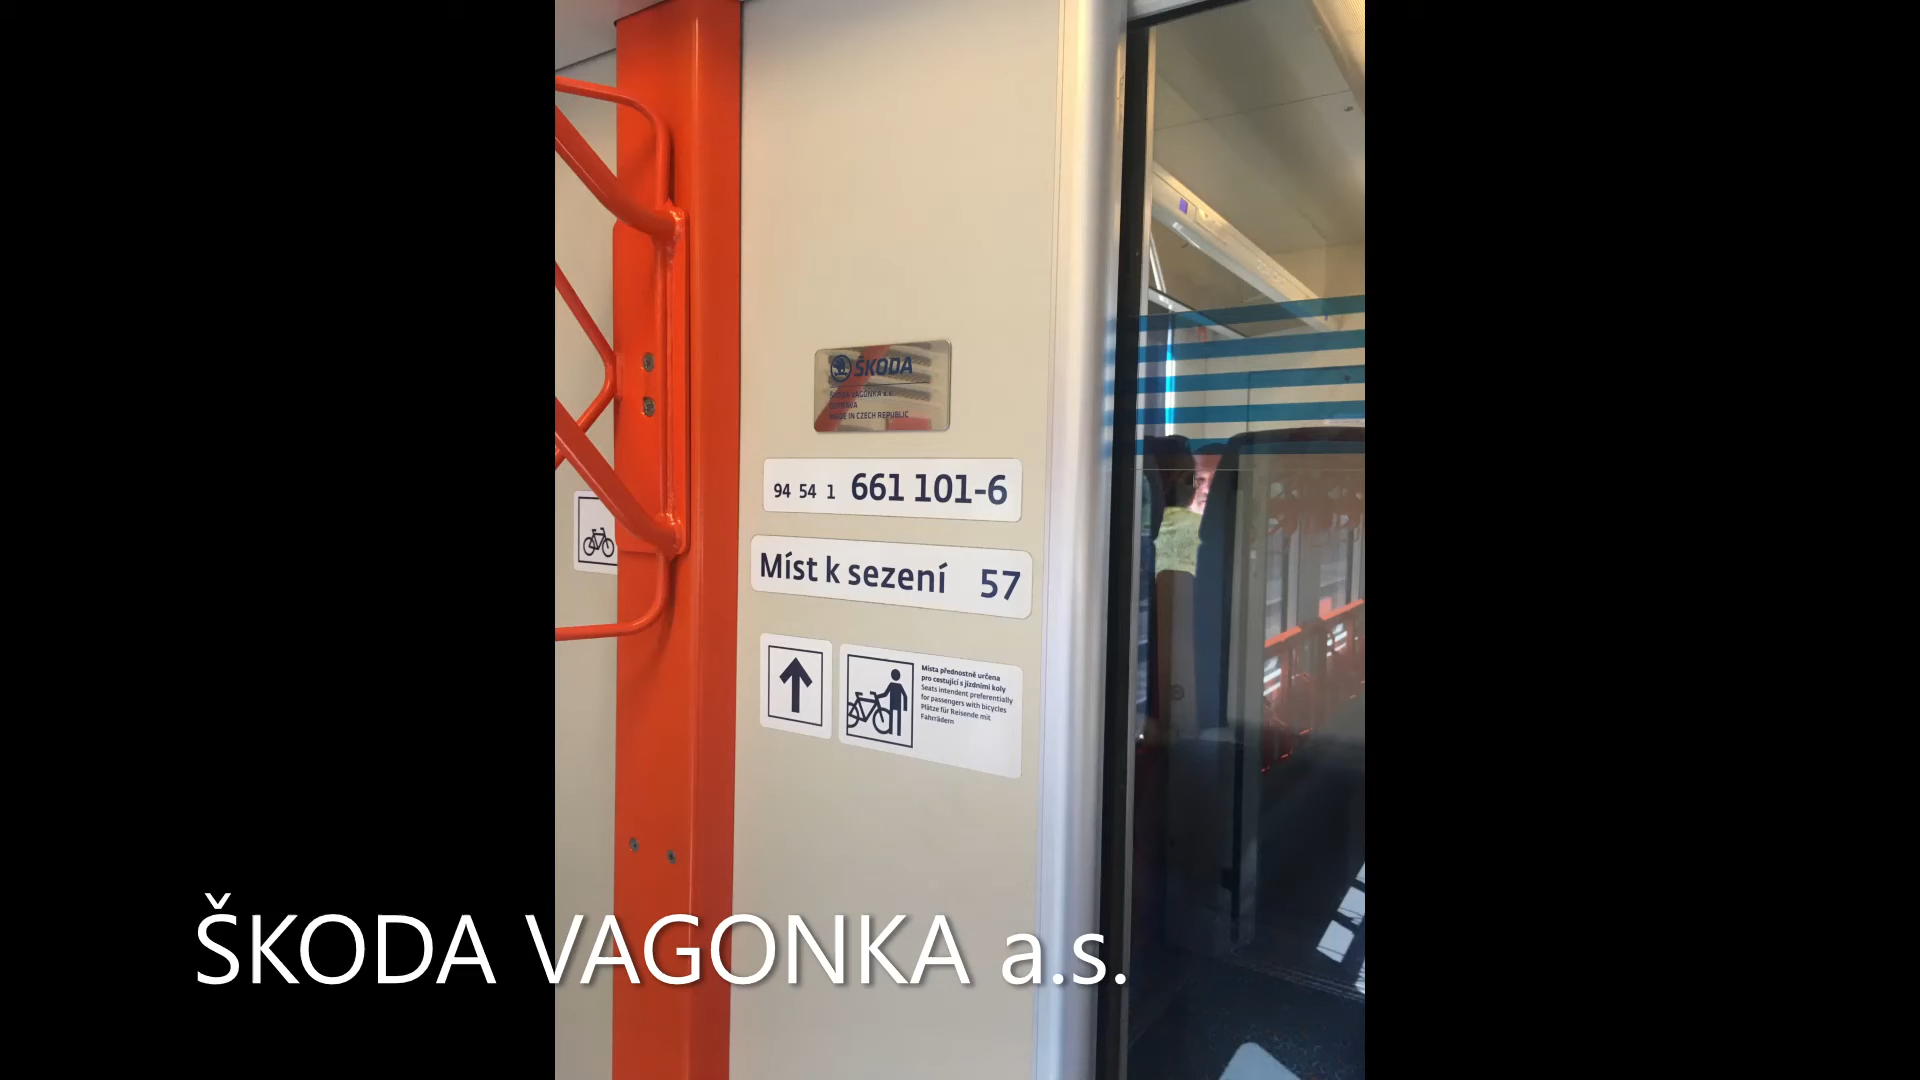 ŠKODA
ŠKODA VAGONKA a.s.
OSTRAVA
MADE IN CZECH REPUBLIC
94 54 1 661 101-6
Míst k sezení 57
Místa přednostně určena
pro cestující s jízdními koly
Seats intendent preferentially
for passengers with bicycles
Plätze für Reisende mit
Fahrrädern
ŠKODA VAGONKA a.s.